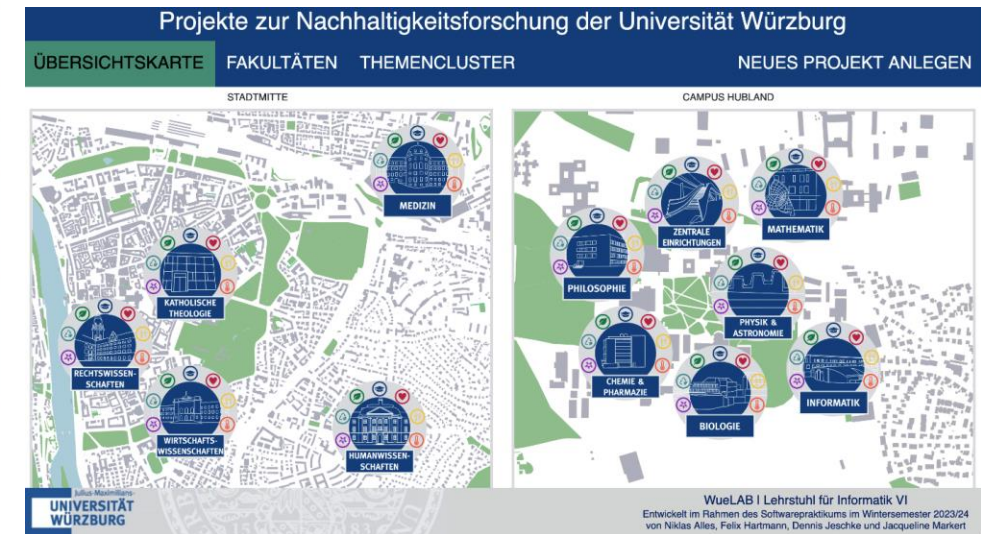 Projekte zur Nachhaltigkeitsforschung der Universität Würzburg
ÜBERSICHTSKARTE
FAKULTÄTEN
THEMENCLUSTER
NEUES PROJEKT ANLEGEN
STADTMITTE
CAMPUS HUBLAND
MEDIZIN
KATHOLISCHE
THEOLOGIE
RECHTSWISSEN-
SCHAFTEN
WIRTSCHAFTS-
WISSENSCHAFTEN
HUMANWISSEN-
SCHAFTEN
ZENTRALE
EINRICHTUNGEN
MATHEMATIK
PHILOSOPHIE
PHYSIK &
ASTRONOMIE
CHEMIE &
PHARMAZIE
INFORMATIK
BIOLOGIE
Julius-Maximilians-
UNIVERSITÄT
WÜRZBURG
WueLAB I Lehrstuhl für Informatik VI
Entwickelt im Rahmen des Softwarepraktikums im Wintersemester 2023/24
von Niklas Alles, Felix Hartmann, Dennis Jeschke und Jacqueline Markert